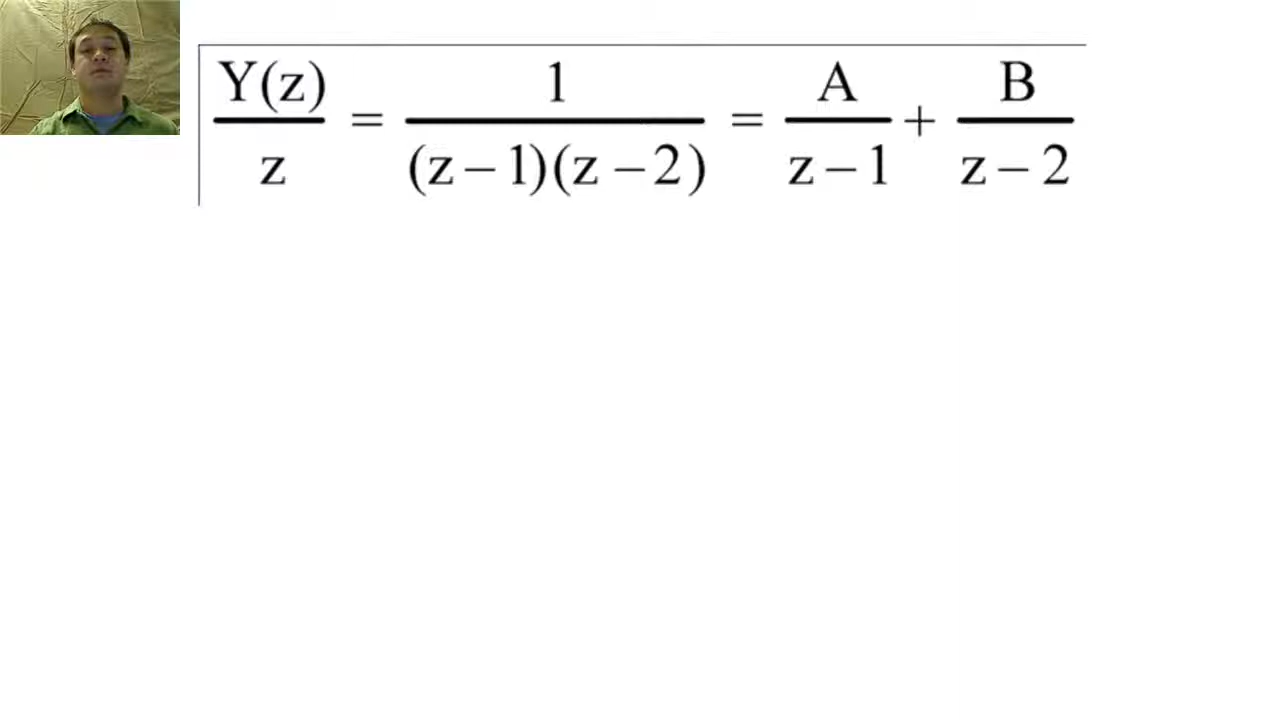 Y(z)/z = 1/((z – 1)(z – 2)) = A/(z – 1) + B/(z – 2)